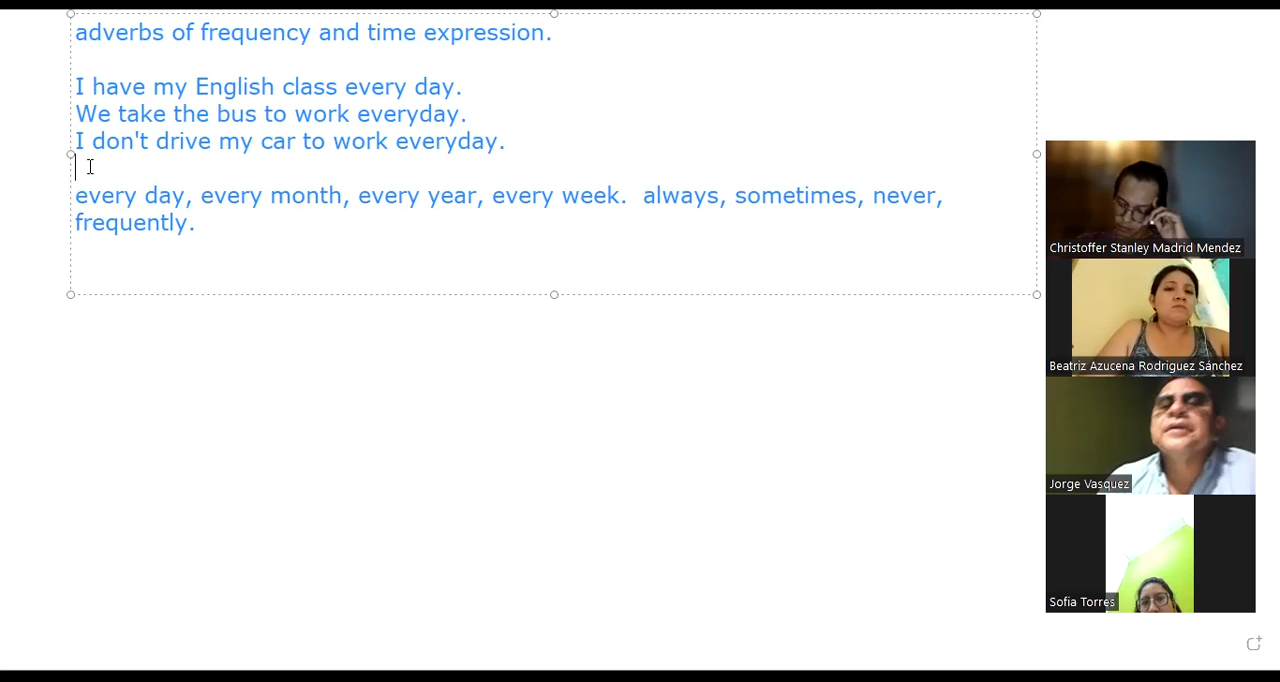 adverbs of frequency and time expression.
I have my English class every day.
We take the bus to work everyday.
I don't drive my car to work everyday.
every day, every month, every year, every week.  always, sometimes, never,
frequently.
Christoffer Stanley Madrid Mendez
Beatriz Azucena Rodriguez Sánchez
Jorge Vasquez
Sofia Torres